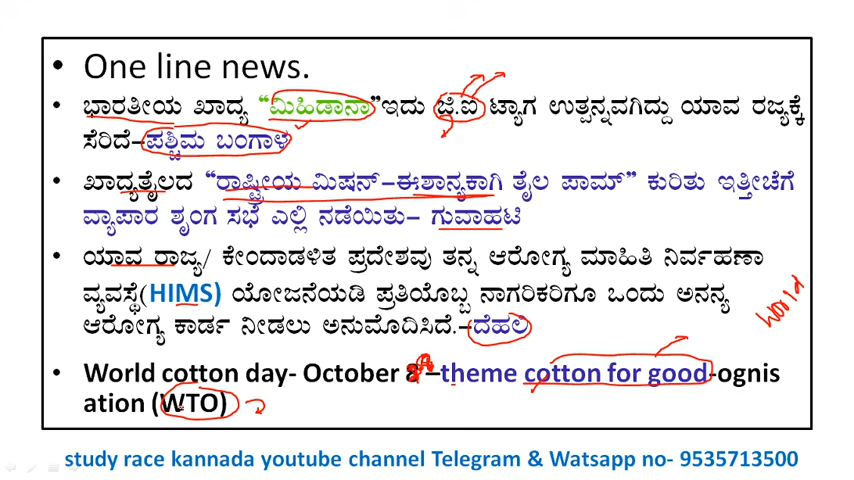 • One line news.
• ಭಾರತೀಯ ಖಾದ್ಯ “ಮಿಹಿಡಾನಾ”ಇದು ಜಿ.ಐ ಟ್ಯಾಗ ಉತ್ಪನ್ನವಗಿದ್ದು ಯಾವ ರಜ್ಯಕ್ಕೆ
ಸೆರಿದೆ–ಪಶ್ಚಿಮ ಬಂಗಾಳ
• ಖಾದ್ಯತೈಲದ “ರಾಷ್ಟ್ರೀಯ ಮಿಷನ್–ಈಶಾನ್ಯಕಾಗಿ ತೈಲ ಪಾಮ್” ಕುರಿತು ಇತ್ತೀಚೆಗೆ
ವ್ಯಾಪಾರ ಶೃಂಗ ಸಭೆ ಎಲ್ಲಿ ನಡೆಯಿತು– ಗುವಾಹಟಿ
• ಯಾವ ರಾಜ್ಯ/ ಕೇಂದಾಡಳಿತ ಪ್ರದೇಶವು ತನ್ನ ಆರೋಗ್ಯ ಮಾಹಿತಿ ನಿರ್ವಹಣಾ
ವ್ಯವಸ್ಥೆ(HIMS) ಯೋಜನೆಯಡಿ ಪ್ರತಿಯೊಬ್ಬ ನಾಗರಿಕರಿಗೂ ಒಂದು ಅನನ್ಯ
ಆರೋಗ್ಯ ಕಾರ್ಡ ನೀಡಲು ಅನುಮೊದಿಸಿದೆ.–ದೆಹಲಿ
world
• World cotton day- October –theme cotton for good-ognis
ation (WTO)
study race kannada youtube channel Telegram & Watsapp no- 9535713500